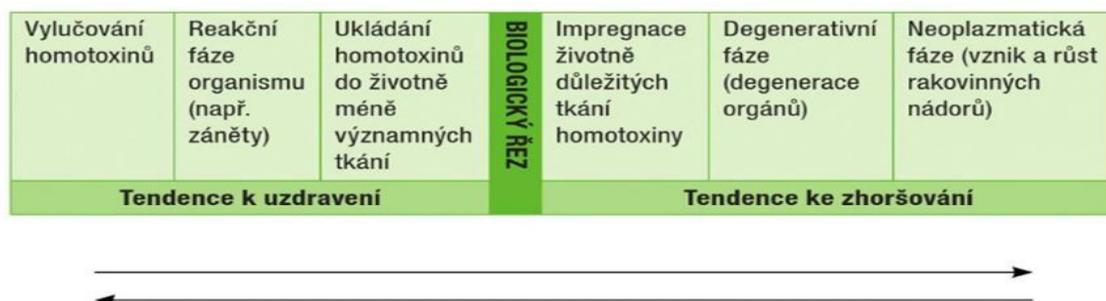 Vylučování
homotoxinů
Reakční
fáze
organismu
(např.
záněty)
Ukládání
homotoxinů
do životně
méně
významných
tkání
BIOLOGICKÝ ŘEZ
Impregnace
životně
důležitých
tkání
homotoxiny
Degenerativní
fáze
(degenerace
orgánů)
Neoplazmatická
fáze (vznik a růst
rakovinných
nádorů)
Tendence k uzdravení
Tendence ke zhoršování